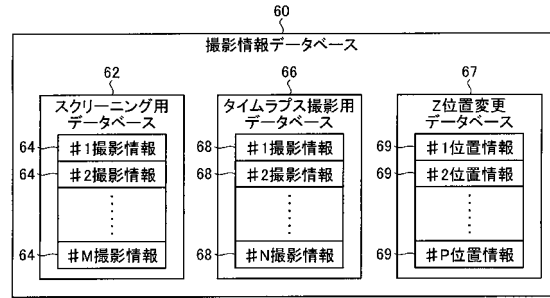 60
撮影情報データベース
62
スクリーニング用
データベース
64
#1撮影情報
64
#2撮影情報
64
#M撮影情報
66
タイムラプス撮影用
データベース
68
#1撮影情報
68
#2撮影情報
68
#N撮影情報
67
Z位置変更
データベース
69
#1位置情報
69
#2位置情報
69
#P位置情報